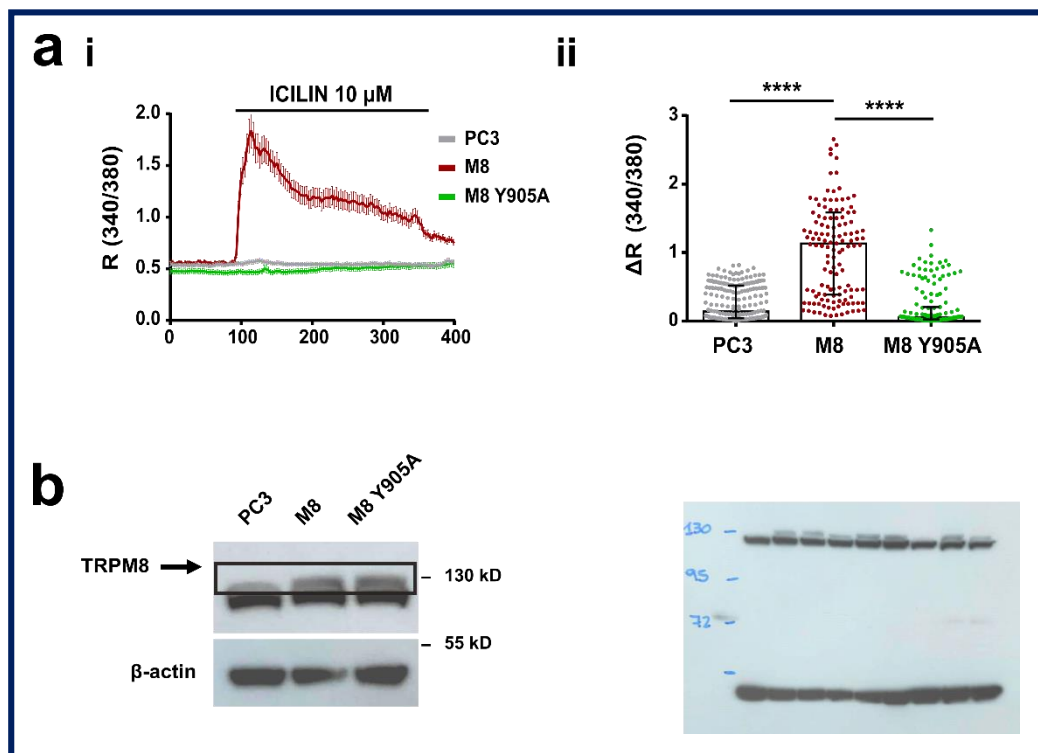 a i
ICILIN 10 µM
R (340/380)
2.0
1.5
1.0
0.5
0.0
0 100 200 300 400
PC3
M8
M8 Y905A
ii
**** ****
ΔR (340/380)
3
2
1
0
PC3 M8 M8 Y905A
b
PC3 M8 M8 Y905A
TRPM8
130 kD
55 kD
β-actin
130
95
72